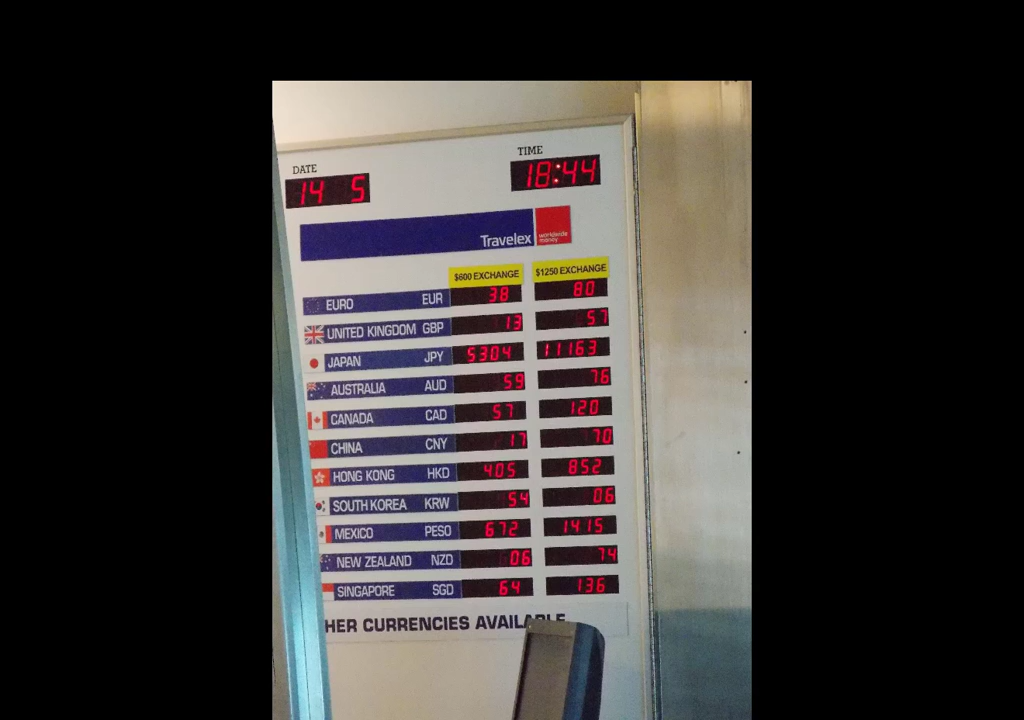 DATE
TIME
14 5
18:44
Travelex
worldwide money
$600 EXCHANGE $1250 EXCHANGE
EURO EUR 38 80
UNITED KINGDOM GBP 13 57
JAPAN JPY 5304 11163
AUSTRALIA AUD 59 76
CANADA CAD 57 120
CHINA CNY 17 70
HONG KONG HKD 405 852
SOUTH KOREA KRW 54 06
MEXICO PESO 672 1415
NEW ZEALAND NZD 06 74
SINGAPORE SGD 64 136
HER CURRENCIES AVAILABLE